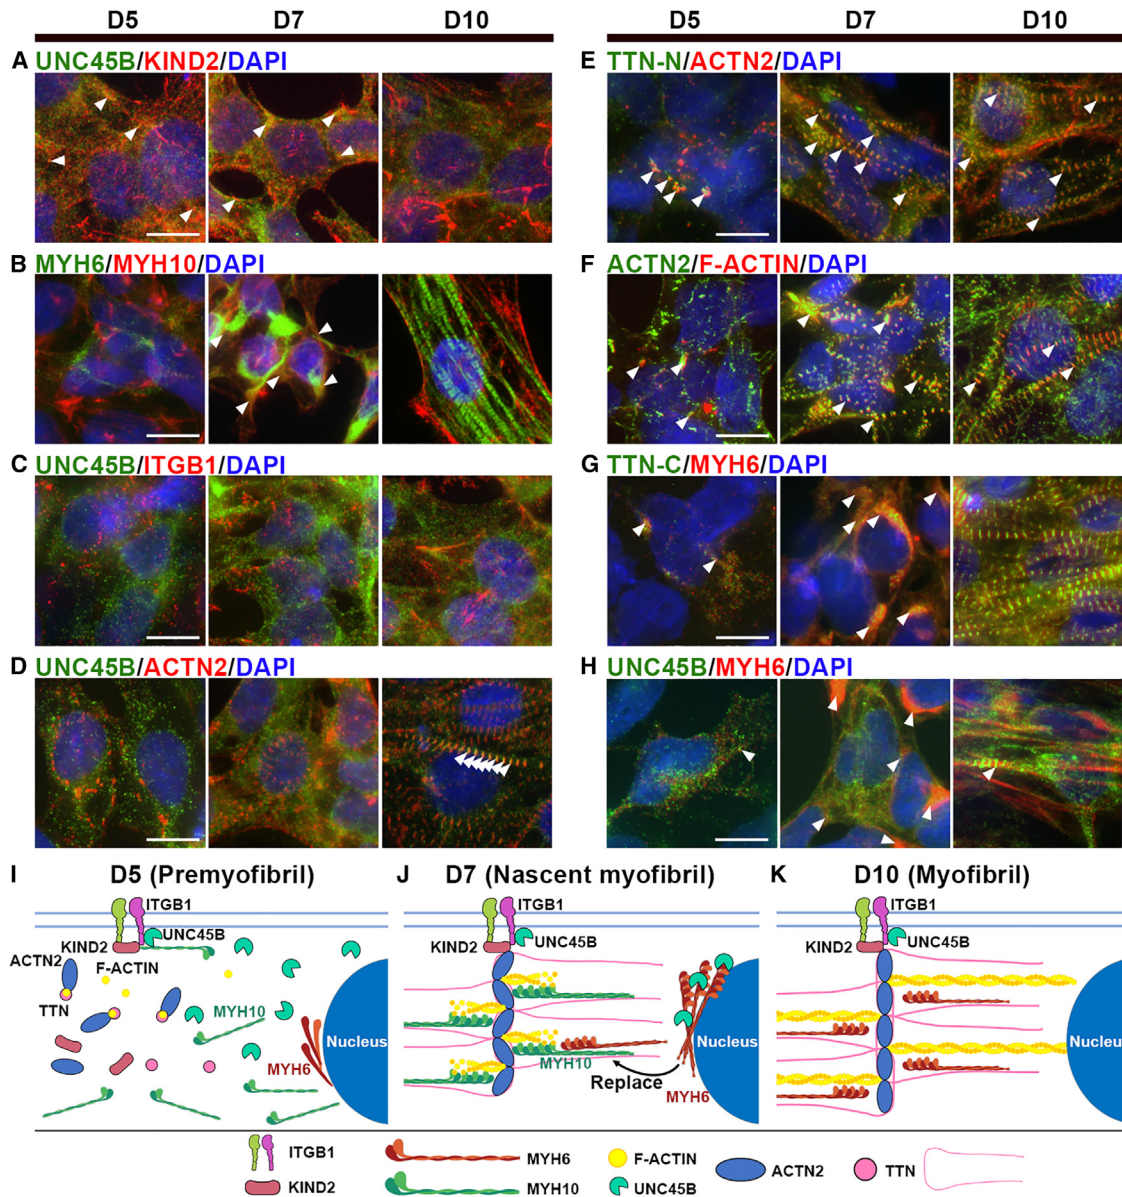 D5 D7 D10
A UNC45B/KIND2/DAPI
B MYH6/MYH10/DAPI
C UNC45B/ITGB1/DAPI
D UNC45B/ACTN2/DAPI
D5 D7 D10
E TTN-N/ACTN2/DAPI
F ACTN2/F-ACTIN/DAPI
G TTN-C/MYH6/DAPI
H UNC45B/MYH6/DAPI
I D5 (Premyofibril)
ITGB1
UNC45B
KIND2
ACTN2
F-ACTIN
TTN
MYH10
MYH6
Nucleus
J D7 (Nascent myofibril)
ITGB1
KIND2
UNC45B
MYH10
Replace
MYH6
Nucleus
K D10 (Myofibril)
ITGB1
KIND2
UNC45B
Nucleus
ITGB1
KIND2
MYH6
MYH10
F-ACTIN
UNC45B
ACTN2
TTN